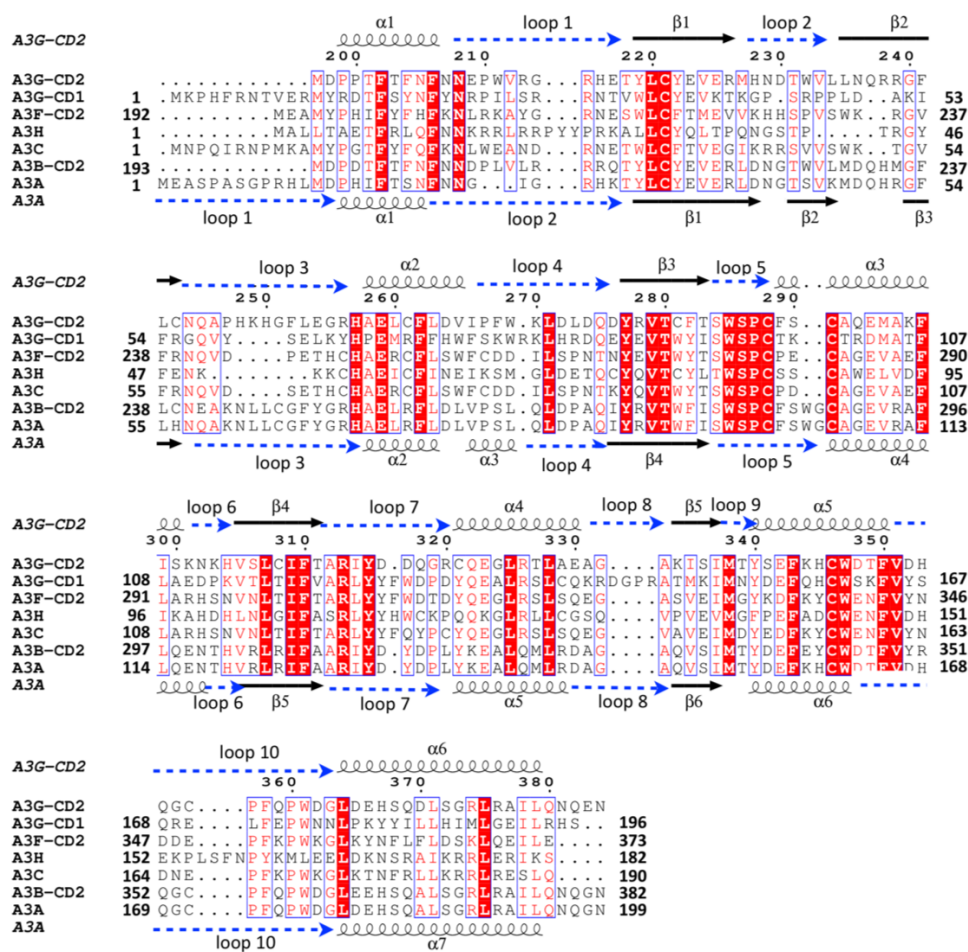 A3G-CD2 α1 loop 1 β1 loop 2 β2
200 210 220 230 240
A3G-CD2 ............MDPPTFTFNFNNEPWVRG...RHETYLCYEVERMHNDTWVLLNQRRGF
A3G-CD1 1 .MKPHFRNTVERMYRDTFSYNFYNRPILSR...RNTVWLCYEVKTKGP.SRPPLD..AKI 53
A3F-CD2 192 .........MEAMYPHIFYFHFKNLRKAYG...RNESWLCFTMEVVKHHSPVSWK..RGV 237
A3H 1 ..........MALLTAETFRLQFNNKRRLRRPYYPRKALLCYQLTPQNGSTP...TRGY 46
A3C 1 .MNPQIRNPMKAMYPGTFYFQFKNLWEAND...RNETWLCFTVEGIKRRSVVSWKT..GV 54
A3B-CD2 193 ............MDPDTFTFNFNNDPLVLR...RRQTYLCYEVERLDNGTWVLMDQHMGF 237
A3A 1 MEASPASGPRHLMDPHIFTSNFNNG..IG...RHKTYLCYEVERLDNGTSVKMDQHRGF 54
A3A loop 1 α1 loop 2 β1 β2 β3
A3G-CD2 loop 3 α2 loop 4 β3 loop 5 α3
250 260 270 280 290
A3G-CD2 LCNQAPHKHGFLEGRHAELCFLDVIPFW.KLDLDQDYRVTCFTSWSPCFS..CAQEMAKF
A3G-CD1 54 FRGQVY....SELKYHPEMRFFHWFSKWRKLHRDQEYEVTWYISWSPCTK..CTRDMATF 107
A3F-CD2 238 FRNQVD....PETHCHAERCFLSWFCDD.ILSPNTNYEVTWYTSWSPCPE..CAGEVAEF 290
A3H 47 FENK......KKCHAEICFINEIKSM.GLDETQCYQVTCYLTWSPCSS..CAWELVDF 95
A3C 55 FRNQVD....SETHCHAERCFLSWFCDD.ILSPNTKYQVTWYTSWSPCPD..CAGEVAEF 107
A3B-CD2 238 LCNEAKNLLCGFYGRHAELRFLDLVPSL.QLDPAQIYRVTWFISWSPCFSWGCAGEVRAF 296
A3A 55 LHNQAKNLLCGFYGRHAELRFLDLVPSL.QLDPAQIYRVTWFISWSPCFSWGCAGEVRAF 113
A3A loop 3 α2 α3 loop 4 β4 loop 5 α4
A3G-CD2 loop 6 β4 loop 7 α4 loop 8 β5 loop 9 α5
300 310 320 330 340 350
A3G-CD2 ISKNKHVSLCIFTARIYD.DQGRCQEGLRTLAEAG....AKISIMTYSEFKHCWDTFVDH
A3G-CD1 108 LAEDPKVTLTIFVARLYYFWDPDYQEALRSLCQKRDGPRATMKIMNYDEFQHCWSKFVYS 167
A3F-CD2 291 LARHSNVNLTIFTARLYYFWDTDYQEGLRSLSQEG....ASVEIMGYKDFKYCWENFVYN 346
A3H 96 IKAHDHLNLGIFASRLYYHWCKPQQKGLRLLCGSQ....VPVEVMGFPEFADCWENFVDH 151
A3C 108 LARHSNVNLTIFTARLYYFQYPCYQEGLRSLSQEG....VAVEIMDYEDFKYCWENFVYN 163
A3B-CD2 297 LQENTHVRLRIFAARIYD.YDPLYKEALQMLRDAG....AQVSIMTYDEFEYCWDTFVYR 351
A3A 114 LQENTHVRLRIFAARIYD.YDPLYKEALQMLRDAG....AQVSIMTYDEFKHCWDTFVDH 168
A3A loop 6 β5 loop 7 α5 loop 8 β6 α6
A3G-CD2 loop 10 α6
360 370 380
A3G-CD2 QGC....PFQPWDGLDEHSQDLSGRLRAILQNQEN
A3G-CD1 168 QRE....LFEPWNNLPKYYILLHIMLGEILRHS.. 196
A3F-CD2 347 DDE....PFKPWKGLKYNFLFLDSKLQEILE.... 373
A3H 152 EKPLSFNPYKMLEELDKNSRAIKRRLERIKS.... 182
A3C 164 DNE....PFKPWKGLKTNFRLLKRRLRESLQ.... 190
A3B-CD2 352 QGC....PFQPWDGLEEHSQALSGRLRAILQNQGN 382
A3A 169 QGC....PFQPWDGLDEHSQALSGRLRAILQNQGN 199
A3A loop 10 α7